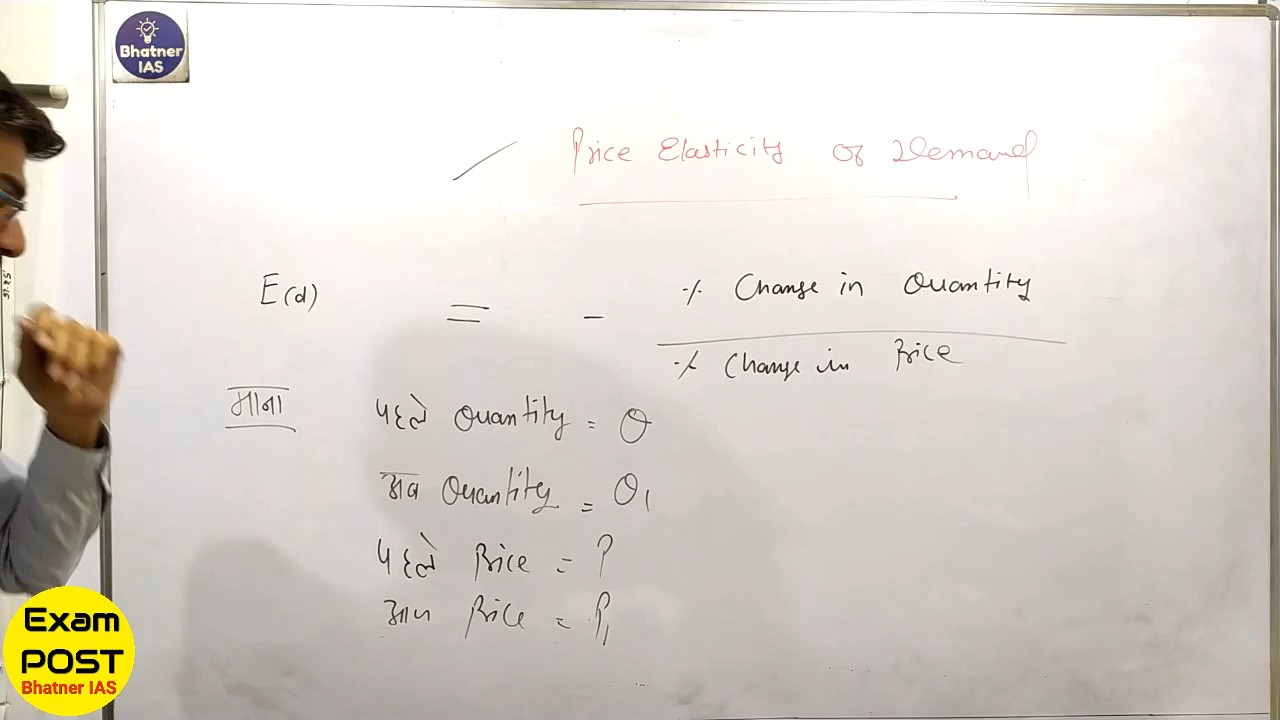 Bhatner
IAS
Price Elasticity of Demand
E(d) = - % Change in Quantity
% Change in Price
माना
पहले Quantity = Q
अब Quantity = Q1
पहले Price = P
अब Price = P1
Exam
POST
Bhatner IAS